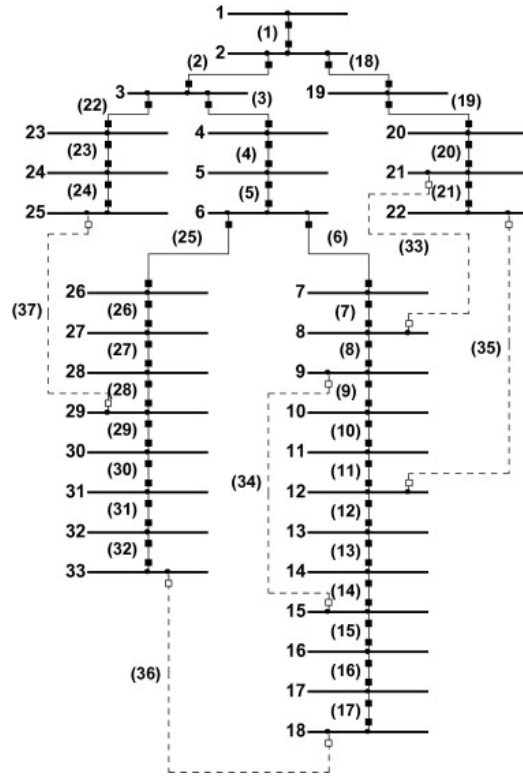 1
(1)
2
(2) (18)
3 (3) 19
(22) (19)
23 4 20
(23) (4) (20)
24 5 21
(24) (5) (21)
25 6 22
(25) (6) (33)
26 7
(37) (26) (7)
27 8
(27) (8) (35)
28 9
(28) (9)
29 10
(29) (10)
30 11
(30) (11) (34)
31 12
(31) (12)
32 13
(32) (13)
33 14
(14)
15
(15)
16
(36) (16)
17
(17)
18